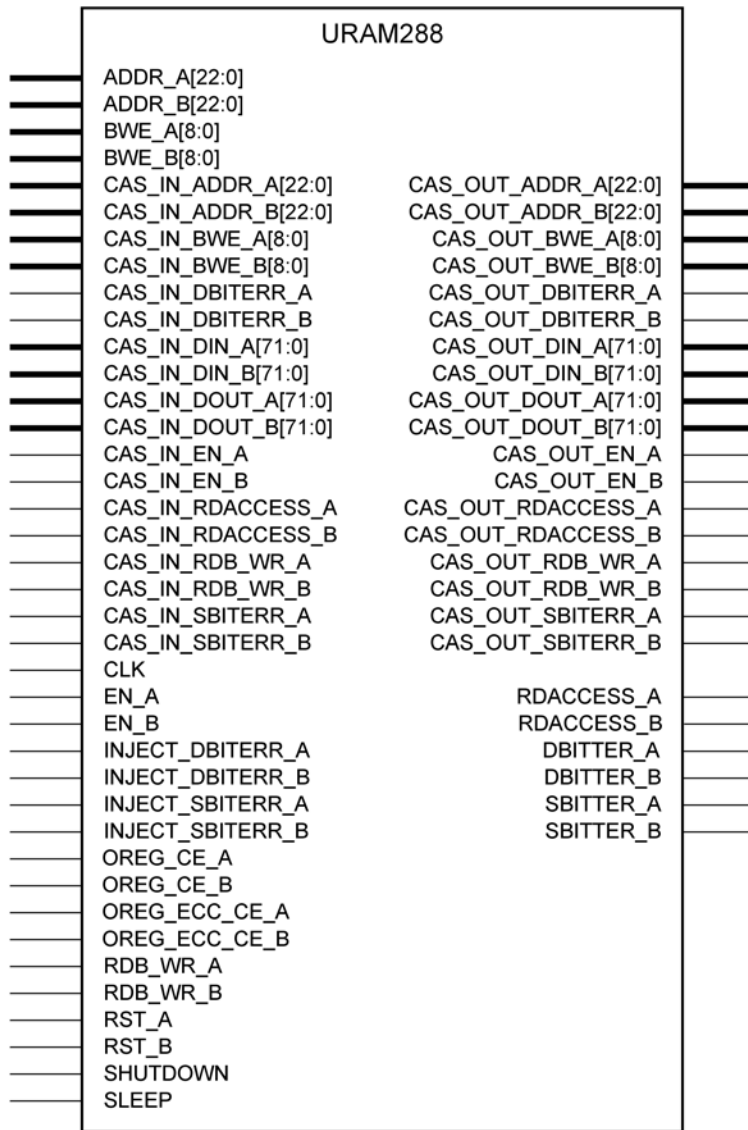 URAM288
ADDR_A[22:0]
ADDR_B[22:0]
BWE_A[8:0]
BWE_B[8:0]
CAS_IN_ADDR_A[22:0] CAS_OUT_ADDR_A[22:0]
CAS_IN_ADDR_B[22:0] CAS_OUT_ADDR_B[22:0]
CAS_IN_BWE_A[8:0] CAS_OUT_BWE_A[8:0]
CAS_IN_BWE_B[8:0] CAS_OUT_BWE_B[8:0]
CAS_IN_DBITERR_A CAS_OUT_DBITERR_A
CAS_IN_DBITERR_B CAS_OUT_DBITERR_B
CAS_IN_DIN_A[71:0] CAS_OUT_DIN_A[71:0]
CAS_IN_DIN_B[71:0] CAS_OUT_DIN_B[71:0]
CAS_IN_DOUT_A[71:0] CAS_OUT_DOUT_A[71:0]
CAS_IN_DOUT_B[71:0] CAS_OUT_DOUT_B[71:0]
CAS_IN_EN_A CAS_OUT_EN_A
CAS_IN_EN_B CAS_OUT_EN_B
CAS_IN_RDACCESS_A CAS_OUT_RDACCESS_A
CAS_IN_RDACCESS_B CAS_OUT_RDACCESS_B
CAS_IN_RDB_WR_A CAS_OUT_RDB_WR_A
CAS_IN_RDB_WR_B CAS_OUT_RDB_WR_B
CAS_IN_SBITERR_A CAS_OUT_SBITERR_A
CAS_IN_SBITERR_B CAS_OUT_SBITERR_B
CLK
EN_A RDACCESS_A
EN_B RDACCESS_B
INJECT_DBITERR_A DBITTER_A
INJECT_DBITERR_B DBITTER_B
INJECT_SBITERR_A SBITTER_A
INJECT_SBITERR_B SBITTER_B
OREG_CE_A
OREG_CE_B
OREG_ECC_CE_A
OREG_ECC_CE_B
RDB_WR_A
RDB_WR_B
RST_A
RST_B
SHUTDOWN
SLEEP